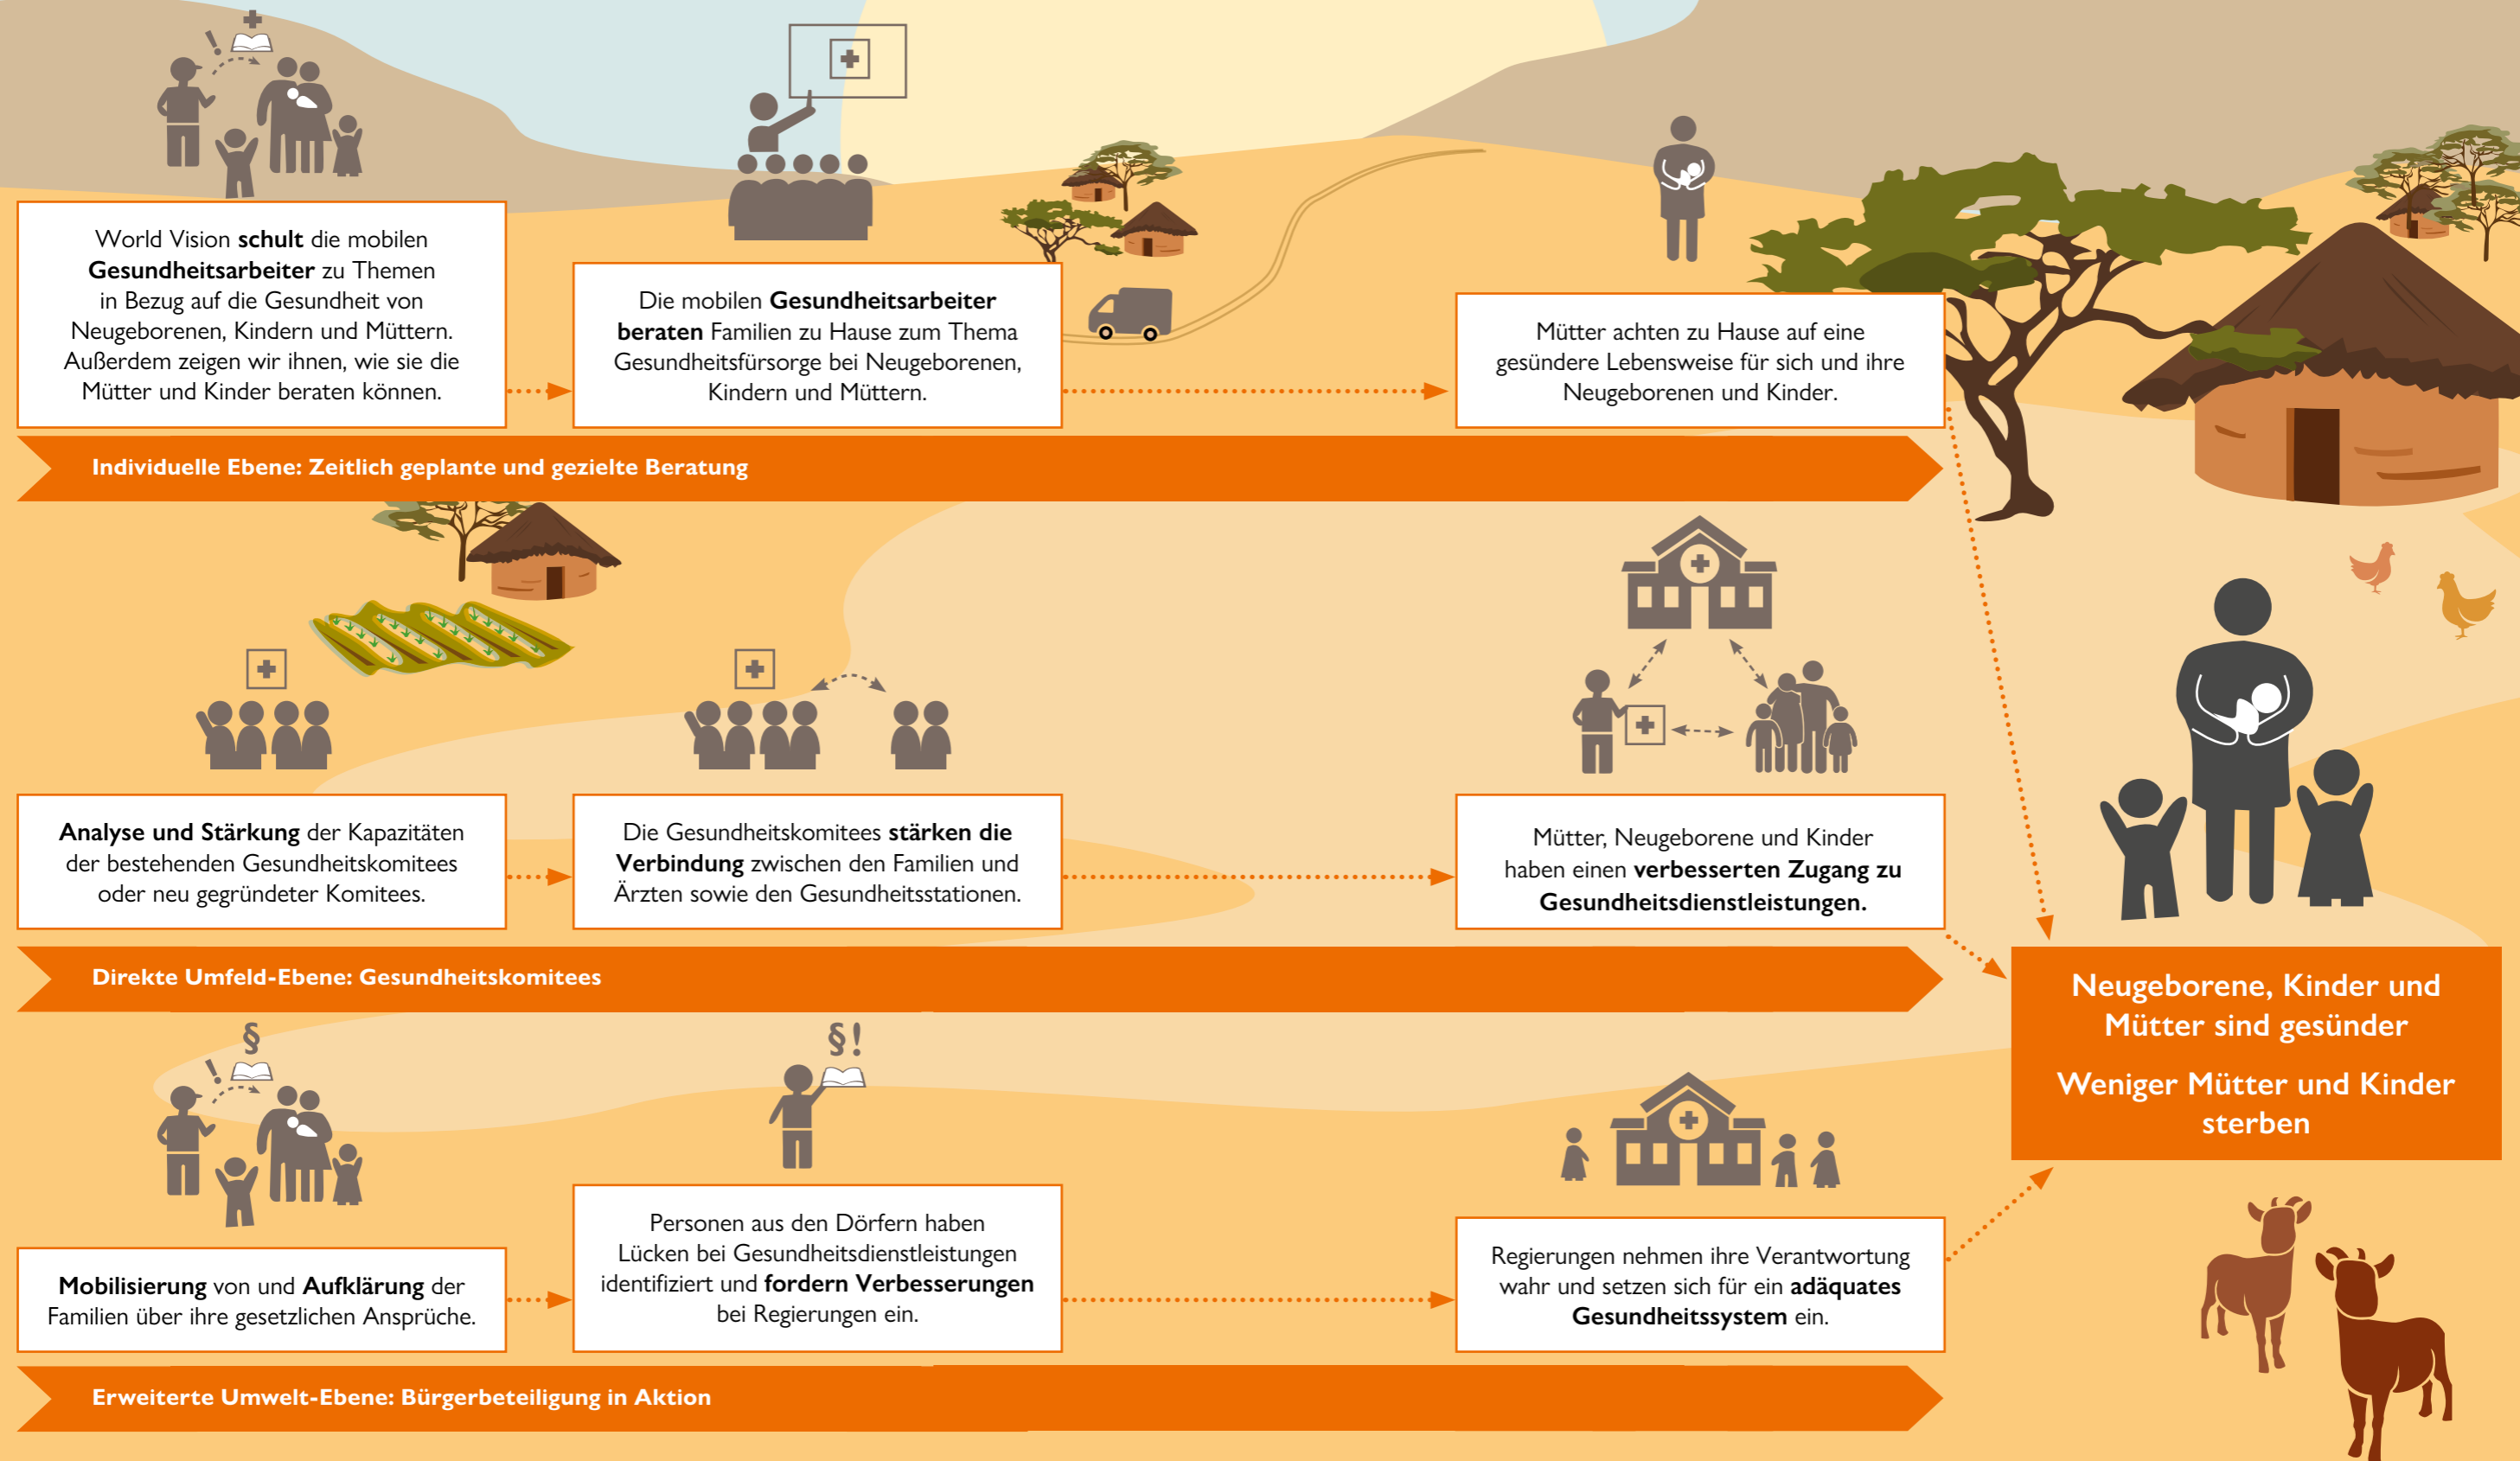 World Vision schult die mobilen
Gesundheitsarbeiter zu Themen
in Bezug auf die Gesundheit von
Neugeborenen, Kindern und Müttern.
Außerdem zeigen wir ihnen, wie sie die
Mütter und Kinder beraten können.
Die mobilen Gesundheitsarbeiter
beraten Familien zu Hause zum Thema
Gesundheitsfürsorge bei Neugeborenen,
Kindern und Müttern.
Mütter achten zu Hause auf eine
gesündere Lebensweise für sich und ihre
Neugeborenen und Kinder.
Individuelle Ebene: Zeitlich geplante und gezielte Beratung
Analyse und Stärkung der Kapazitäten
der bestehenden Gesundheitskomitees
oder neu gegründeter Komitees.
Die Gesundheitskomitees stärken die
Verbindung zwischen den Familien und
Ärzten sowie den Gesundheitsstationen.
Mütter, Neugeborene und Kinder
haben einen verbesserten Zugang zu
Gesundheitsdienstleistungen.
Direkte Umfeld-Ebene: Gesundheitskomitees
!
§
§!
Mobilisierung von und Aufklärung der
Familien über ihre gesetzlichen Ansprüche.
Personen aus den Dörfern haben
Lücken bei Gesundheitsdienstleistungen
identifiziert und fordern Verbesserungen
bei Regierungen ein.
Regierungen nehmen ihre Verantwortung
wahr und setzen sich für ein adäquates
Gesundheitssystem ein.
Erweiterte Umwelt-Ebene: Bürgerbeteiligung in Aktion
Neugeborene, Kinder und
Mütter sind gesünder
Weniger Mütter und Kinder
sterben